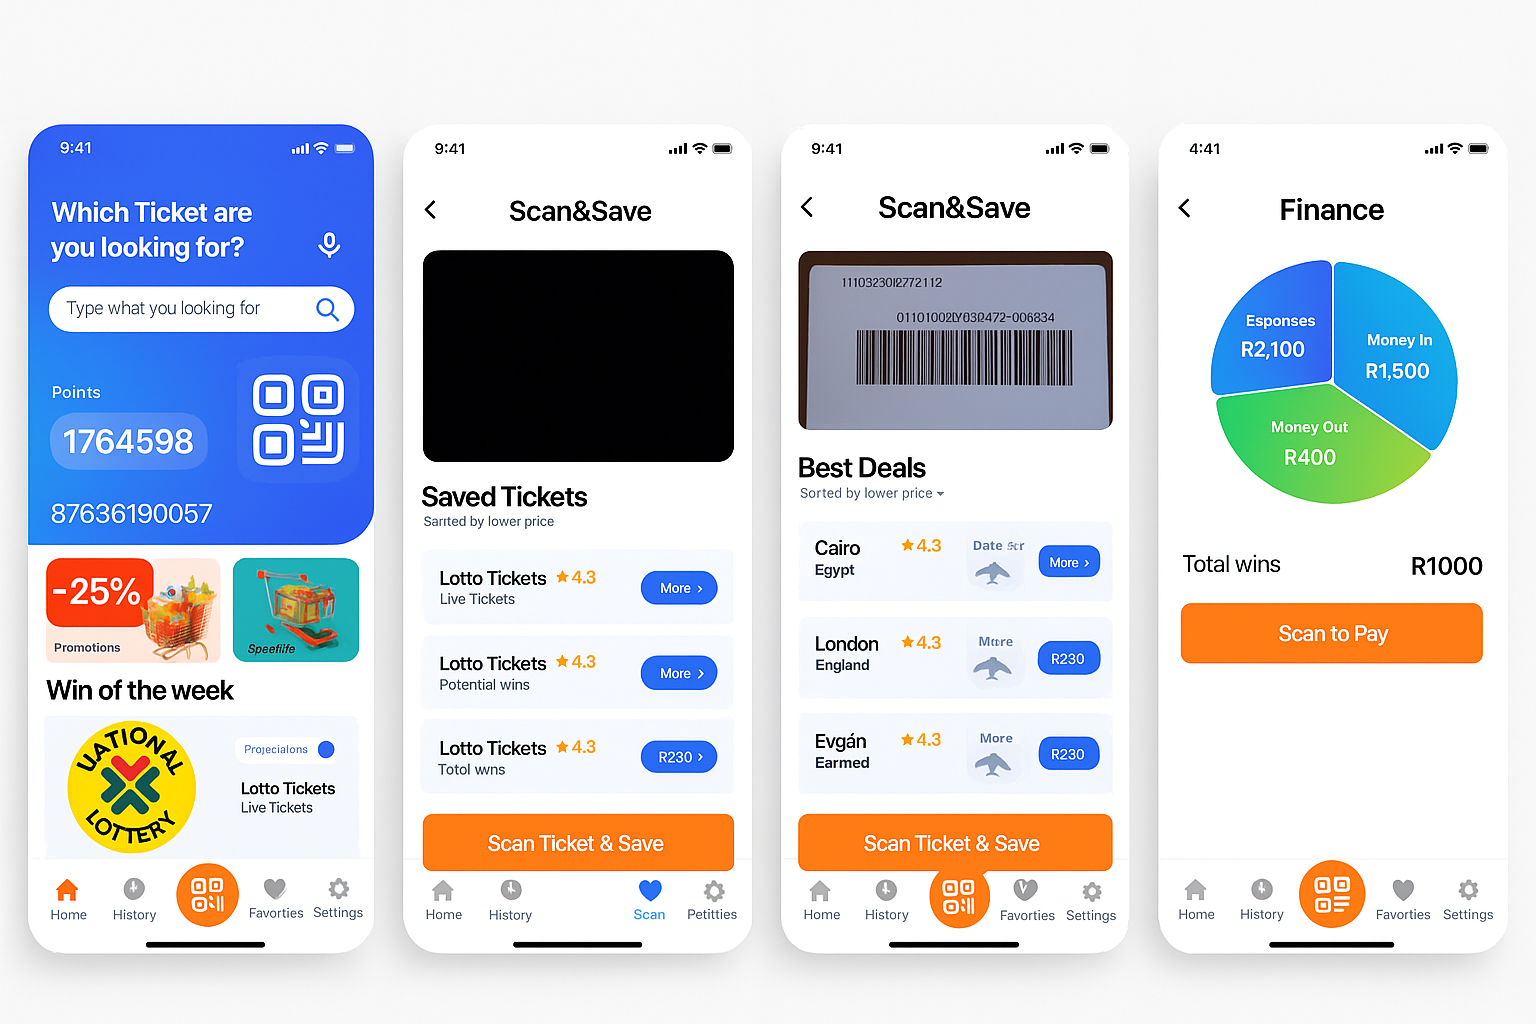 9:41
Which Ticket are
you looking for?
Type what you looking for
Points
1764598
87636190057
-25%
Promotions
Speeflife
Win of the week
UATIONAL
LOTTERY
Projecialons
Lotto Tickets
Live Tickets
Home
History
Favorties
Settings
9:41
Scan&Save
Saved Tickets
Sarrted by lower price
Lotto Tickets
4.3
More ›
Live Tickets
Lotto Tickets
4.3
More ›
Potential wins
Lotto Tickets
4.3
R230 ›
Totol wns
Scan Ticket & Save
Home
History
Scan
Petitties
9:41
Scan&Save
Best Deals
Sorted by lower price
Cairo
4.3
Date
More ›
Egypt
London
4.3
R230
England
Evgán
4.3
More
R230
Earmed
Scan Ticket & Save
Home
History
Favorties
Settings
4:41
Finance
Esponses
R2,100
Money In
R1,500
Money Out
R400
Total wins
R1000
Scan to Pay
Home
History
Favorties
Settings